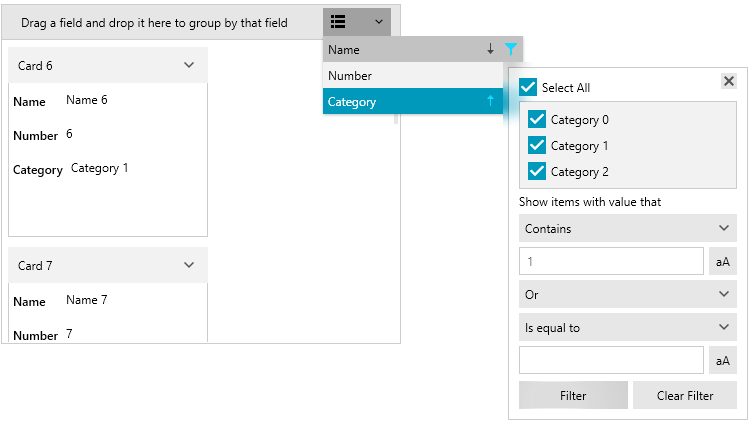 Drag a field and drop it here to group by that field
Name
Number
Category
Card 6
Name Name 6
Number 6
Category Category 1
Card 7
Name Name 7
Number 7
Select All
Category 0
Category 1
Category 2
Show items with value that
Contains
1 aA
Or
Is equal to
aA
Filter Clear Filter